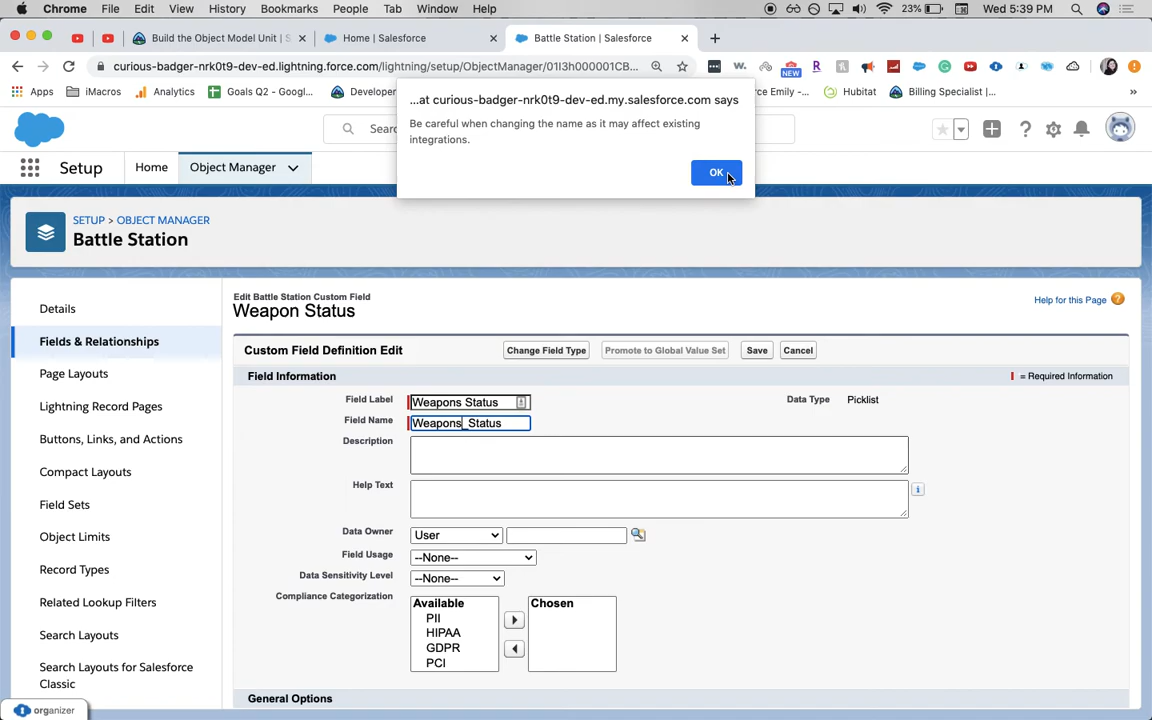 Chrome File Edit View History Bookmarks People Tab Window Help 23% Wed 5:39 PM
Build the Object Model Unit | S Home | Salesforce Battle Station | Salesforce
curious-badger-nrk0t9-dev-ed.lightning.force.com/lightning/setup/ObjectManager/01I3h000001CB... NEW
Apps iMacros Analytics Goals Q2 - Googl... Developer rce Emily -... Hubitat Billing Specialist |...
...at curious-badger-nrk0t9-dev-ed.my.salesforce.com says
Be careful when changing the name as it may affect existing
integrations.
OK
Sear
Setup Home Object Manager
SETUP > OBJECT MANAGER
Battle Station
Details
Fields & Relationships
Page Layouts
Lightning Record Pages
Buttons, Links, and Actions
Compact Layouts
Field Sets
Object Limits
Record Types
Related Lookup Filters
Search Layouts
Search Layouts for Salesforce
Classic
organizer
Edit Battle Station Custom Field
Weapon Status
Help for this Page
Custom Field Definition Edit Change Field Type Promote to Global Value Set Save Cancel
Field Information = Required Information
Field Label Weapons Status Data Type Picklist
Field Name Weapons_Status
Description
Help Text
Data Owner User
Field Usage --None--
Data Sensitivity Level --None--
Compliance Categorization Available Chosen
PII
HIPAA
GDPR
PCI
General Options